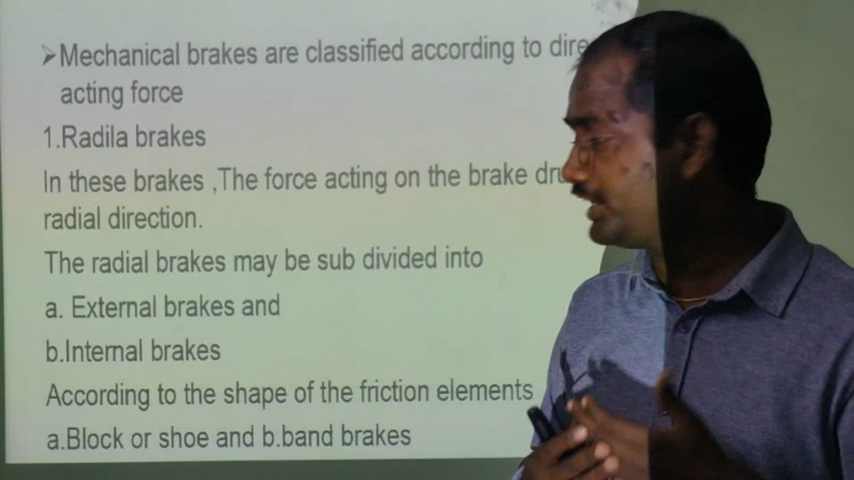 ➤Mechanical brakes are classified according to
acting force
1.Radila brakes
In these brakes ,The force acting on the brake
radial direction.
The radial brakes may be sub divided into
a. External brakes and
b.Internal brakes
According to the shape of the friction elements
a.Block or shoe and b.band brakes